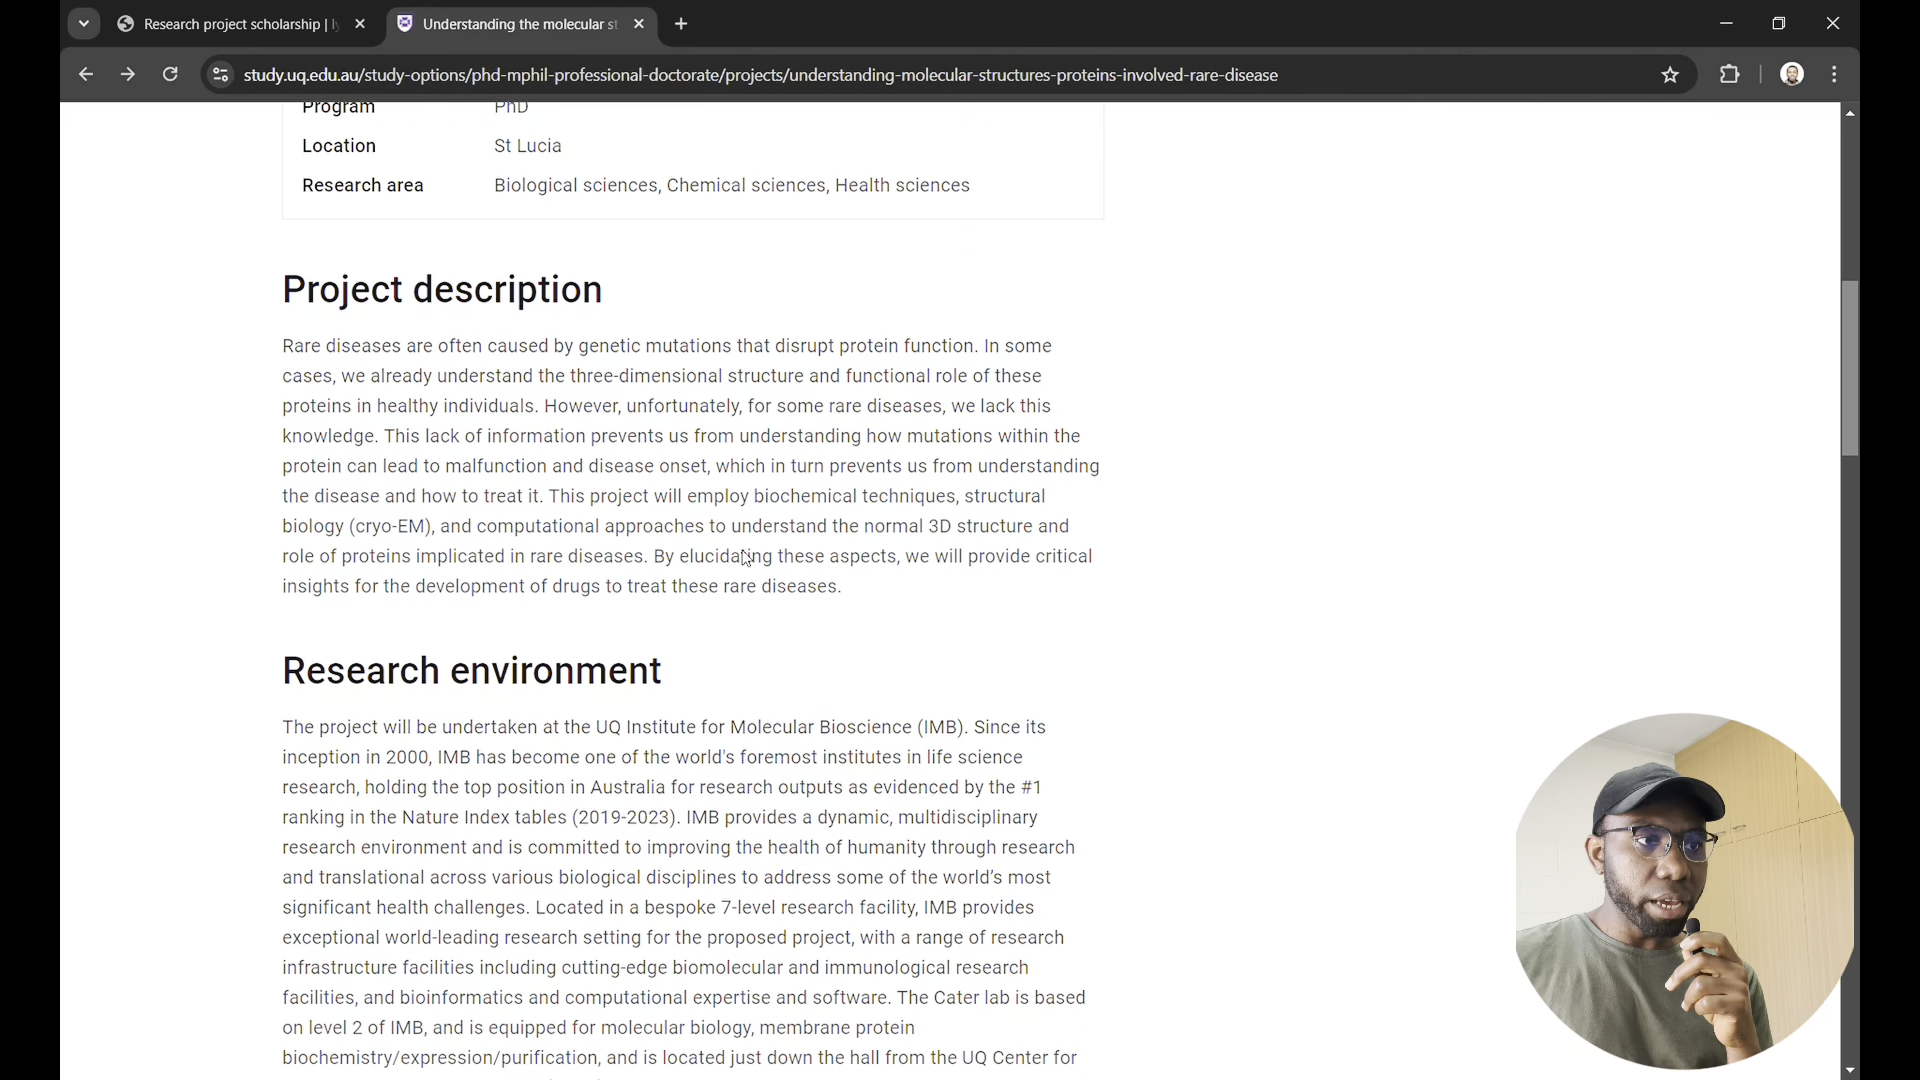 Research project scholarship | ly
Understanding the molecular st
study.uq.edu.au/study-options/phd-mphil-professional-doctorate/projects/understanding-molecular-structures-proteins-involved-rare-disease
Program PhD
Location St Lucia
Research area Biological sciences, Chemical sciences, Health sciences
Project description
Rare diseases are often caused by genetic mutations that disrupt protein function. In some
cases, we already understand the three-dimensional structure and functional role of these
proteins in healthy individuals. However, unfortunately, for some rare diseases, we lack this
knowledge. This lack of information prevents us from understanding how mutations within the
protein can lead to malfunction and disease onset, which in turn prevents us from understanding
the disease and how to treat it. This project will employ biochemical techniques, structural
biology (cryo-EM), and computational approaches to understand the normal 3D structure and
role of proteins implicated in rare diseases. By elucidating these aspects, we will provide critical
insights for the development of drugs to treat these rare diseases.
Research environment
The project will be undertaken at the UQ Institute for Molecular Bioscience (IMB). Since its
inception in 2000, IMB has become one of the world's foremost institutes in life science
research, holding the top position in Australia for research outputs as evidenced by the #1
ranking in the Nature Index tables (2019-2023). IMB provides a dynamic, multidisciplinary
research environment and is committed to improving the health of humanity through research
and translational across various biological disciplines to address some of the world’s most
significant health challenges. Located in a bespoke 7-level research facility, IMB provides
exceptional world-leading research setting for the proposed project, with a range of research
infrastructure facilities including cutting-edge biomolecular and immunological research
facilities, and bioinformatics and computational expertise and software. The Cater lab is based
on level 2 of IMB, and is equipped for molecular biology, membrane protein
biochemistry/expression/purification, and is located just down the hall from the UQ Center for